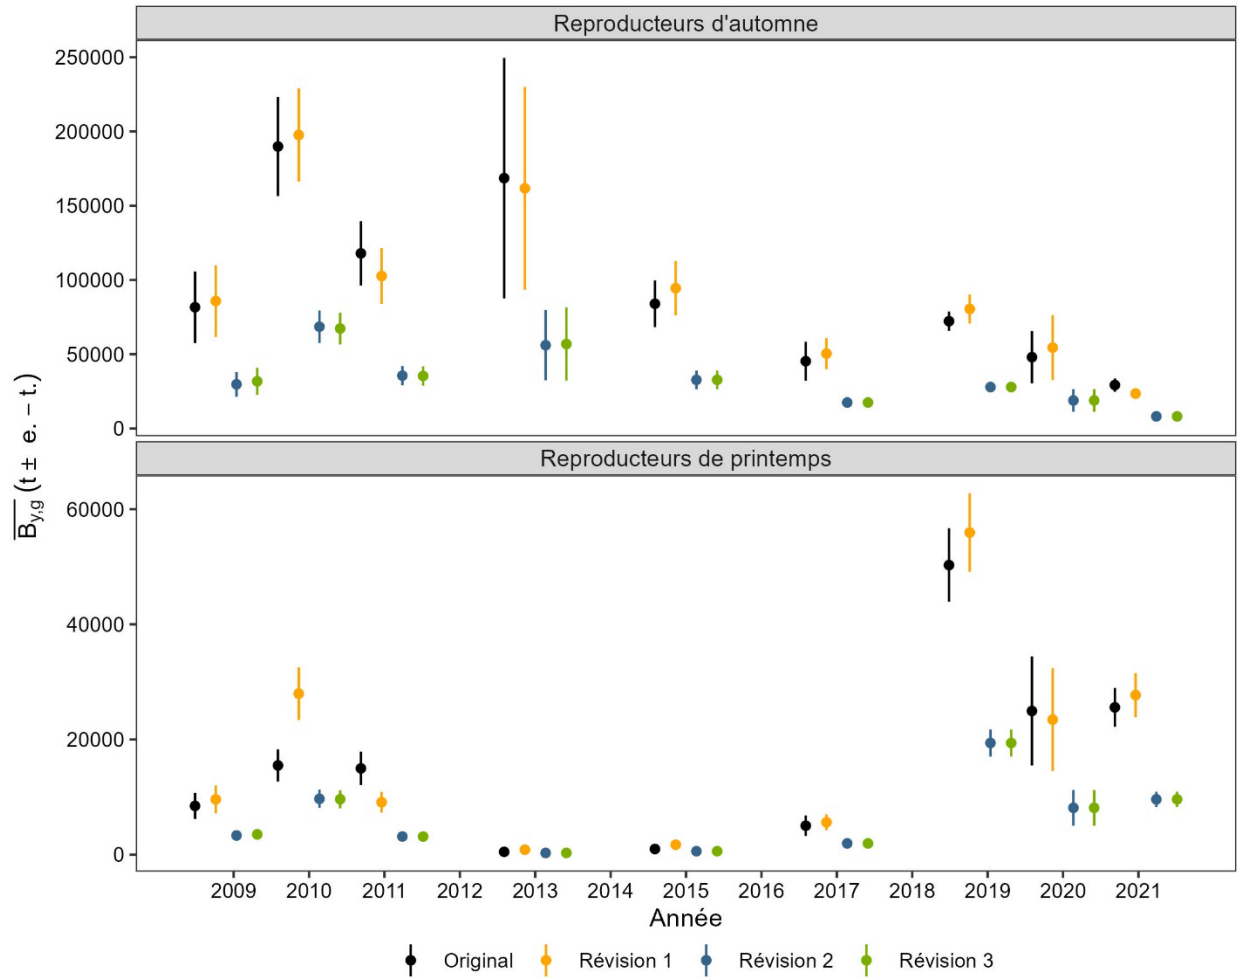 Reproducteurs d'automne
250000
200000
150000
100000
50000
0
Reproducteurs de printemps
60000
40000
20000
0
B̅y,g (t ± e. − t.)
2009 2010 2011 2012 2013 2014 2015 2016 2017 2018 2019 2020 2021
Année
Original Révision 1 Révision 2 Révision 3